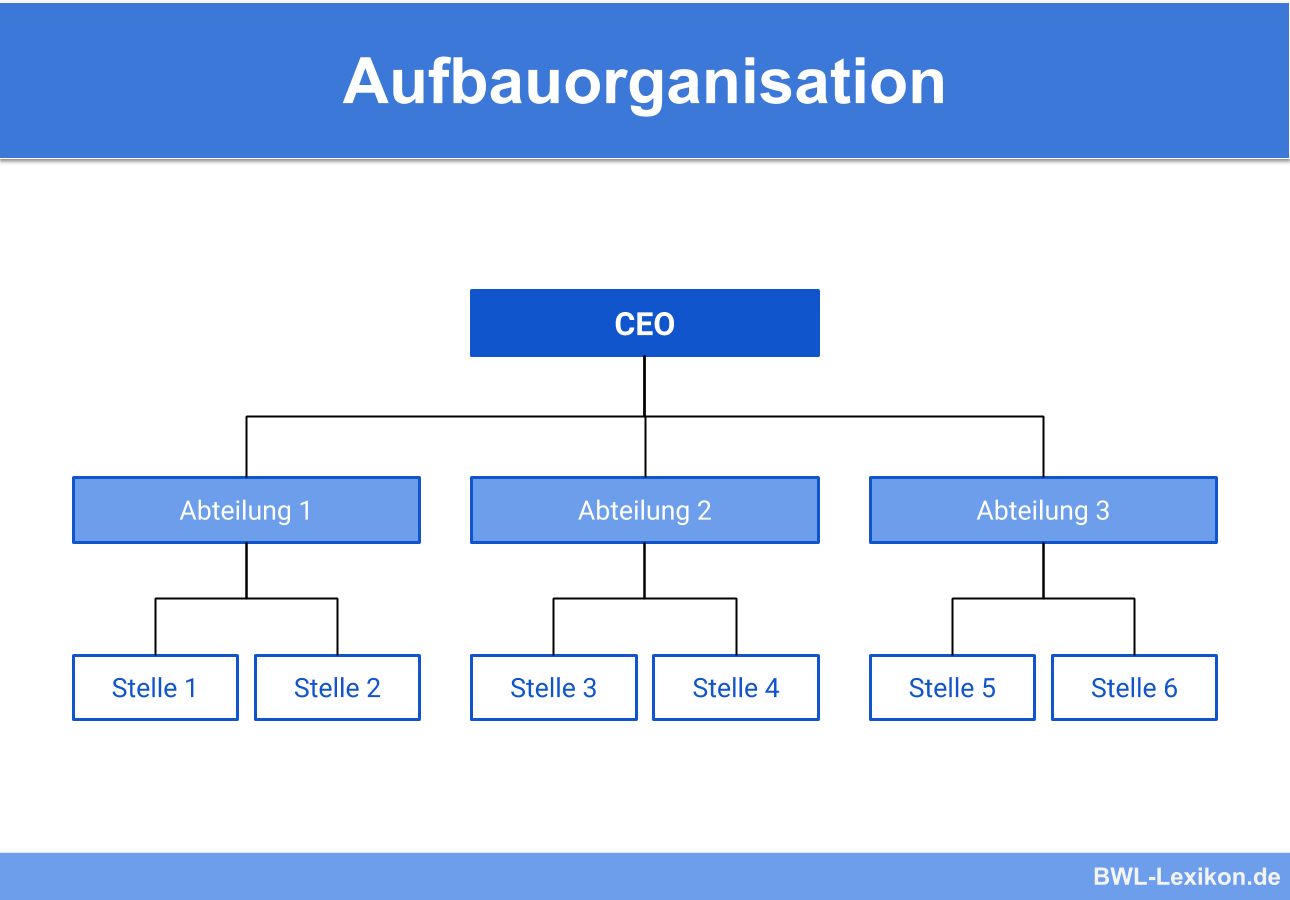 Aufbauorganisation
CEO
Abteilung 1
Abteilung 2
Abteilung 3
Stelle 1
Stelle 2
Stelle 3
Stelle 4
Stelle 5
Stelle 6
BWL-Lexikon.de